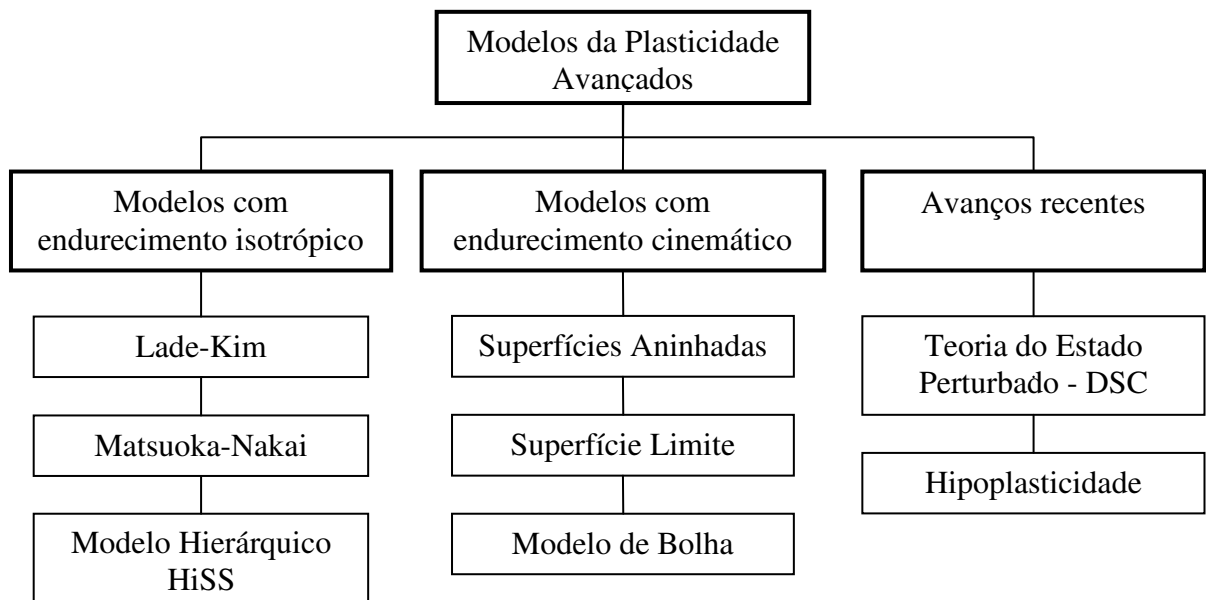 Modelos da Plasticidade
Avançados
Modelos com
endurecimento isotrópico
Modelos com
endurecimento cinemático
Avanços recentes
Lade-Kim
Matsuoka-Nakai
Modelo Hierárquico
HiSS
Superfícies Aninhadas
Superfície Limite
Modelo de Bolha
Teoria do Estado
Perturbado - DSC
Hipoplasticidade